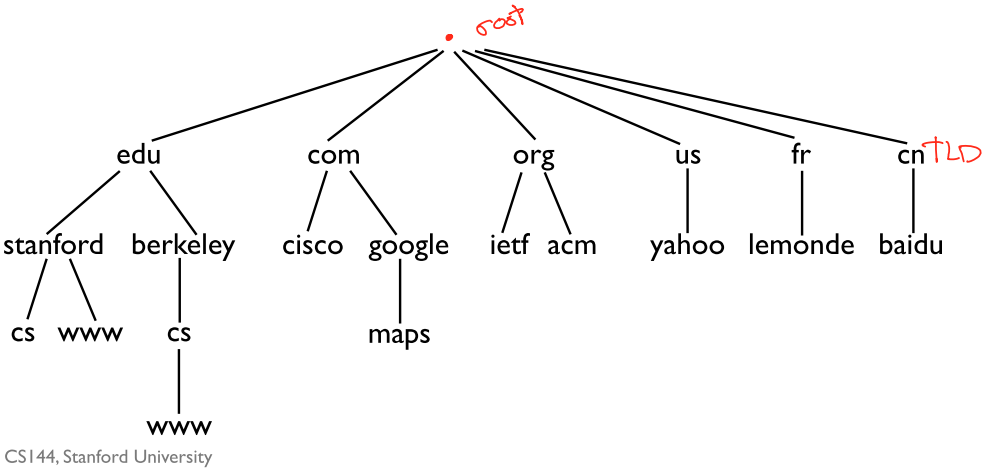 . root
edu com org us fr cn TLD
stanford berkeley cisco google ietf acm yahoo lemonde baidu
cs www cs maps
www
CS144, Stanford University